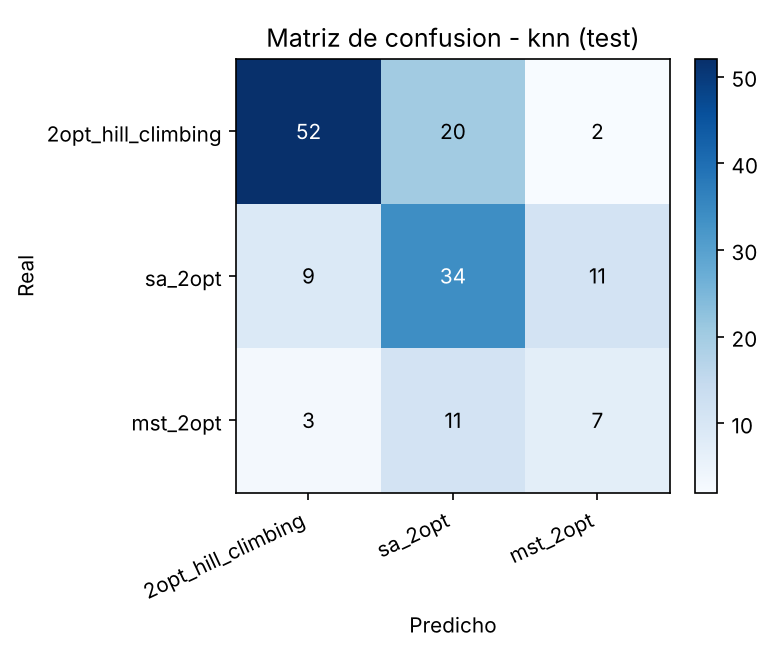 Matriz de confusion - knn (test)
2opt_hill_climbing
52
20
2
50
40
Real
sa_2opt
9
34
11
30
20
mst_2opt
3
11
7
10
2opt_hill_climbing
sa_2opt
mst_2opt
Predicho